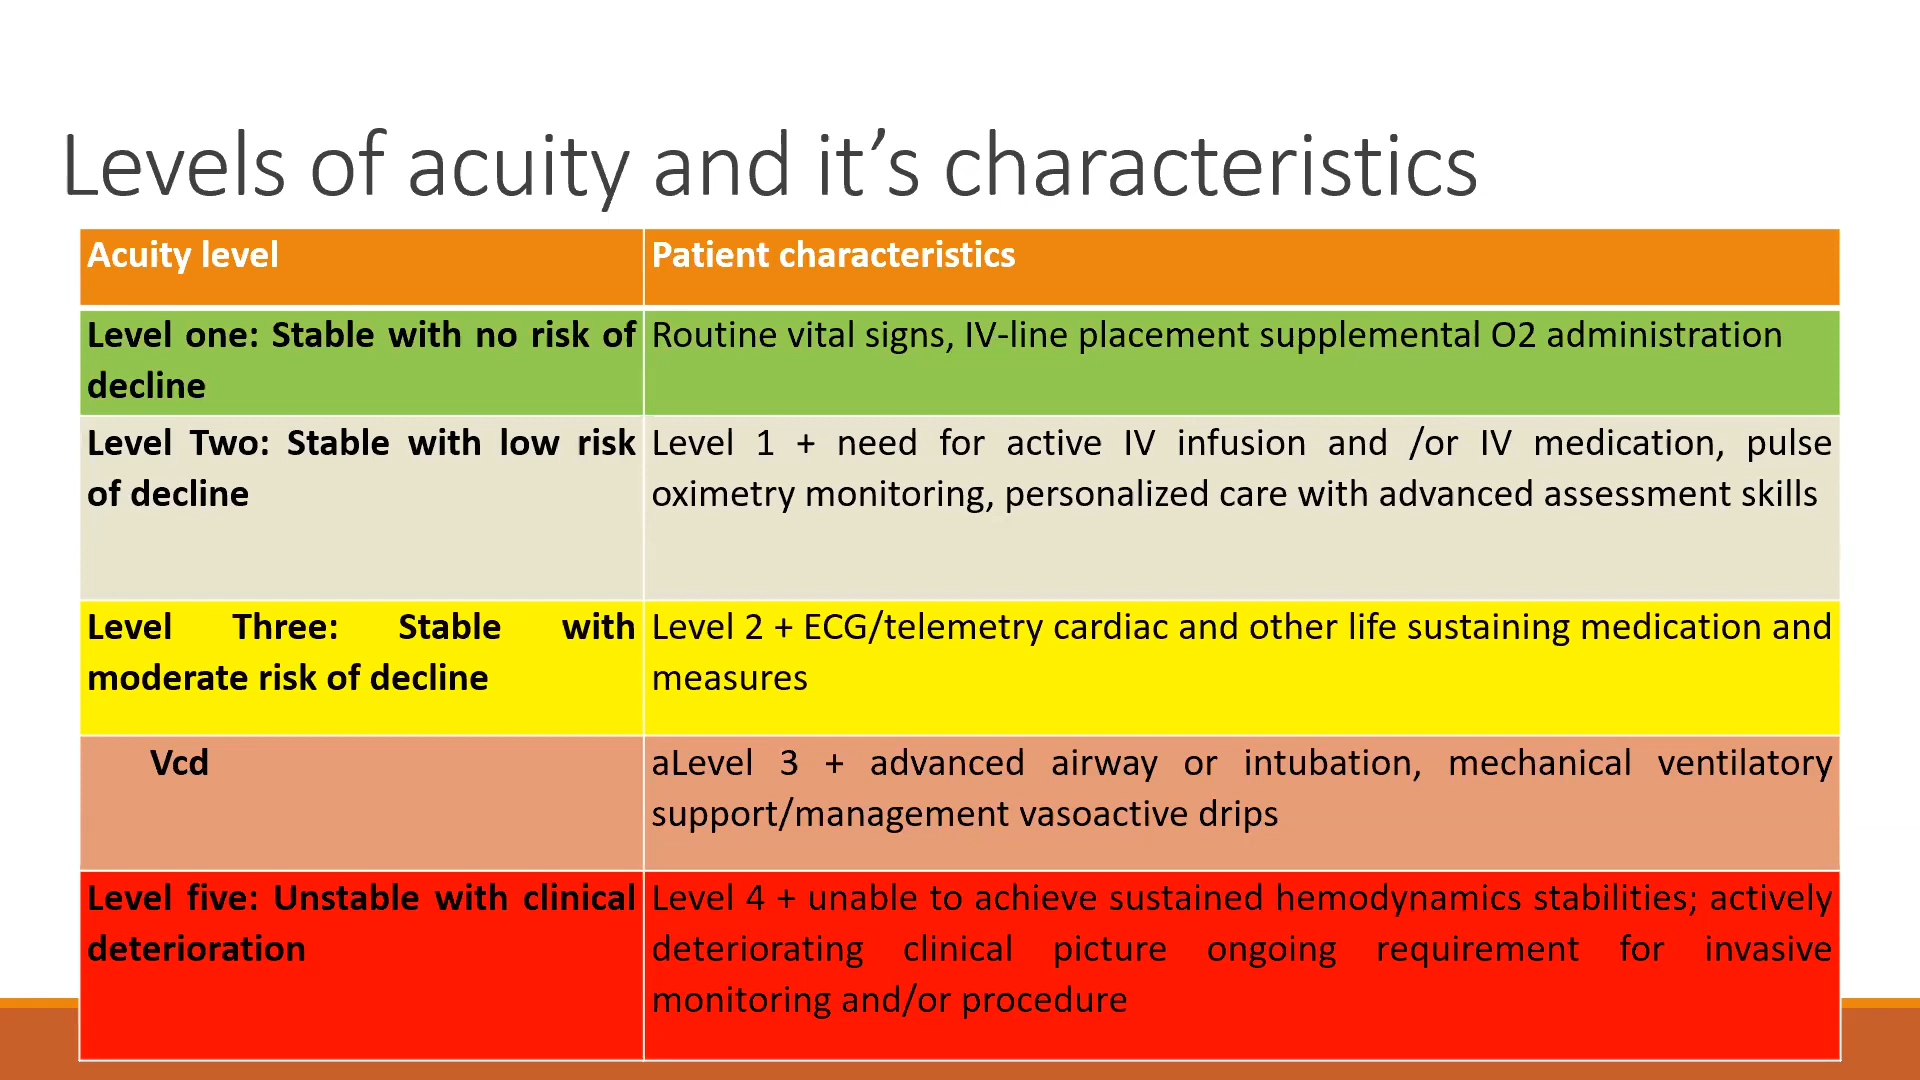 Levels of acuity and it’s characteristics
Acuity level
Patient characteristics
Level one: Stable with no risk of
decline
Routine vital signs, IV-line placement supplemental O2 administration
Level Two: Stable with low risk
of decline
Level 1 + need for active IV infusion and /or IV medication, pulse
oximetry monitoring, personalized care with advanced assessment skills
Level Three: Stable with
moderate risk of decline
Level 2 + ECG/telemetry cardiac and other life sustaining medication and
measures
Vcd
aLevel 3 + advanced airway or intubation, mechanical ventilatory
support/management vasoactive drips
Level five: Unstable with clinical
deterioration
Level 4 + unable to achieve sustained hemodynamics stabilities; actively
deteriorating clinical picture ongoing requirement for invasive
monitoring and/or procedure